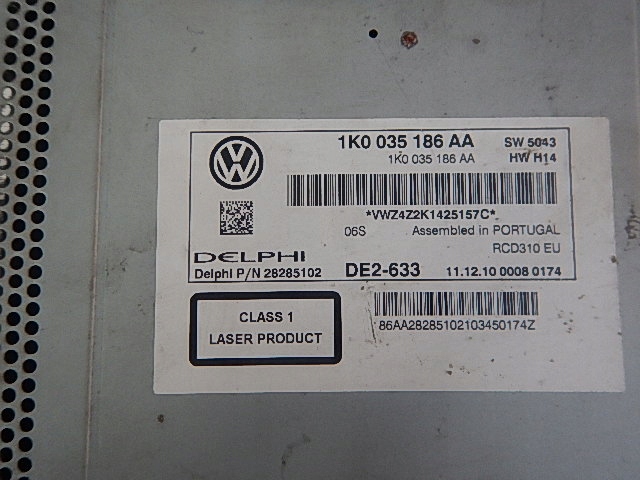 1K0 035 186 AA SW 5043
1K0 035 186 AA HW H14
*VWZ4Z2K1425157C*
06S Assembled in PORTUGAL
RCD310 EU
DELPHI
Delphi P/N 28285102 DE2-633 11.12.10 0008 0174
CLASS 1
LASER PRODUCT
86AA28285102103450174Z